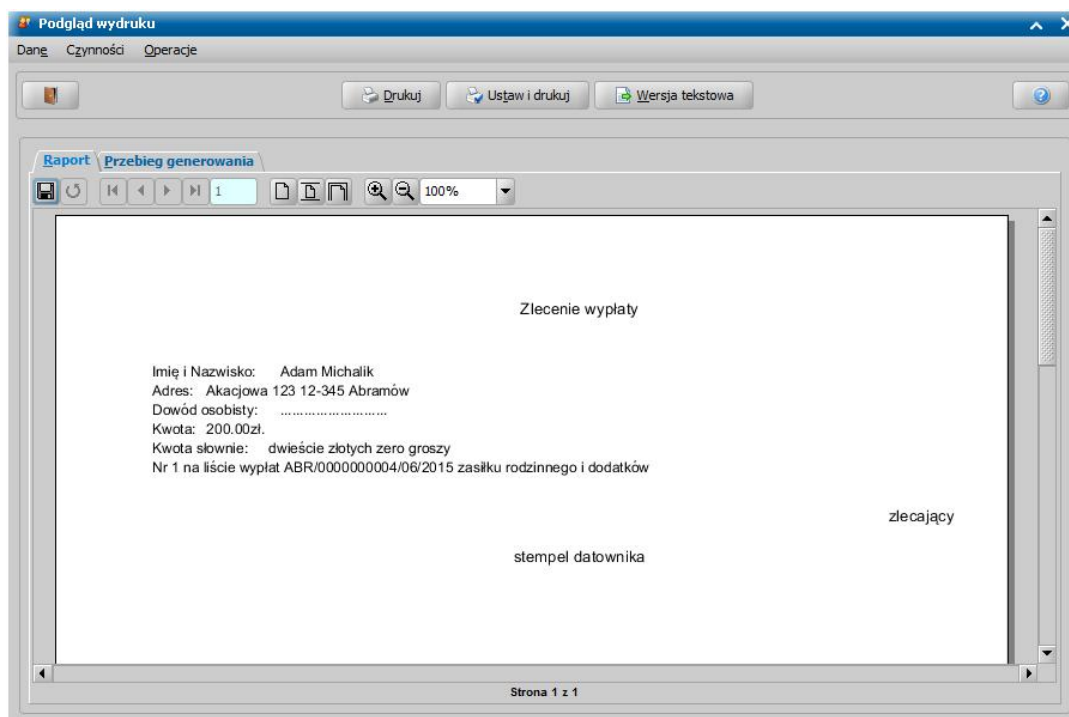 Podgląd wydruku
Dane Czynności Operacje
Drukuj Ustaw i drukuj Wersja tekstowa
Raport Przebieg generowania
1 100%
Zlecenie wypłaty
Imię i Nazwisko: Adam Michalik
Adres: Akacjowa 123 12-345 Abramów
Dowód osobisty: ...........................
Kwota: 200.00zł.
Kwota słownie: dwieście złotych zero groszy
Nr 1 na liście wypłat ABR/0000000004/06/2015 zasiłku rodzinnego i dodatków
zlecający
stempel datownika
Strona 1 z 1